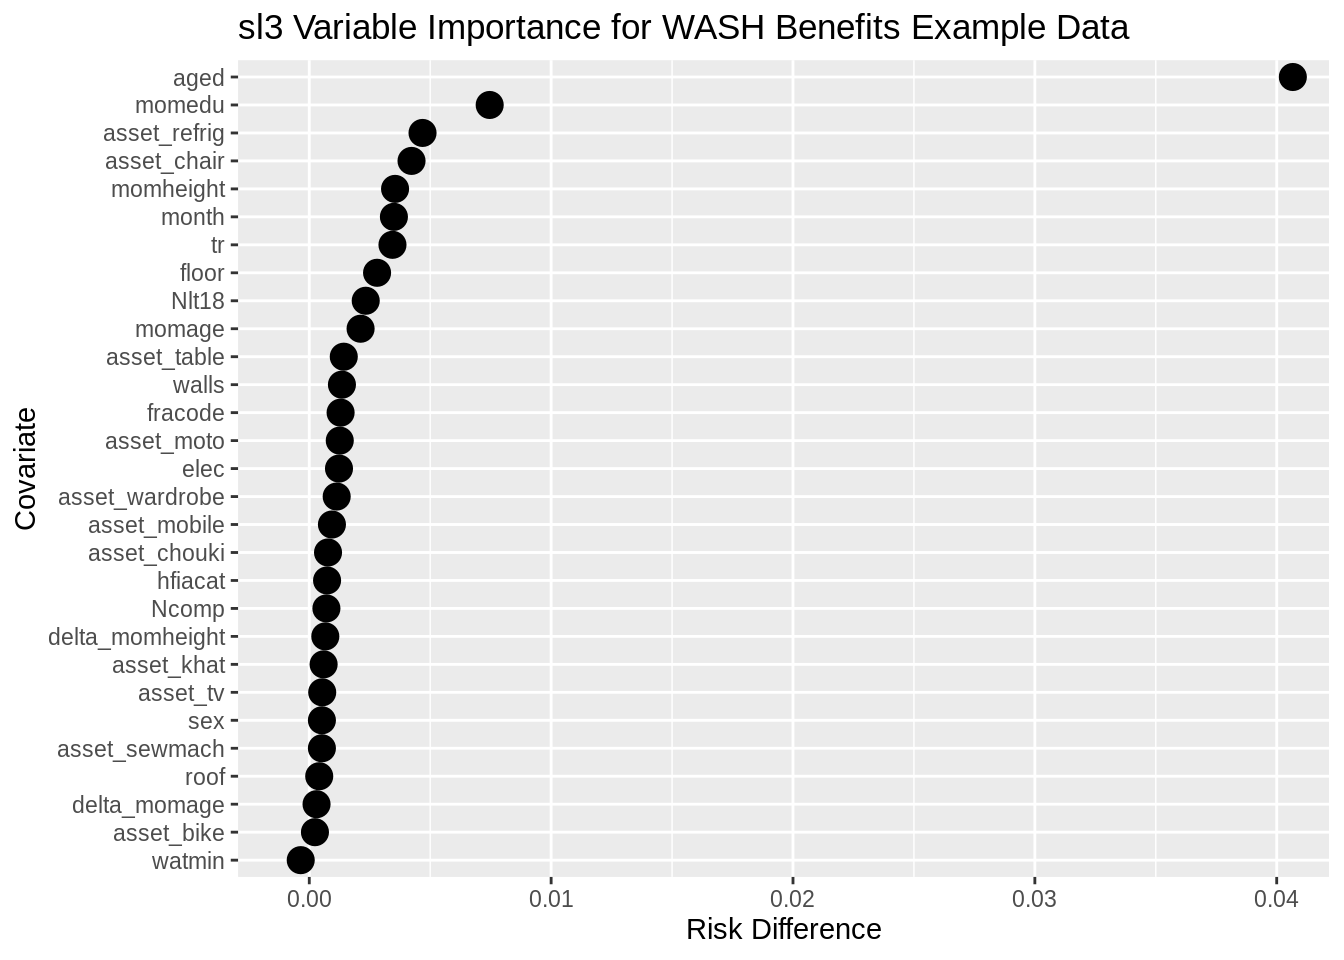 sl3 Variable Importance for WASH Benefits Example Data
aged
momedu
asset_refrig
asset_chair
momheight
month
tr
floor
Nlt18
momage
asset_table
walls
fracode
asset_moto
elec
asset_wardrobe
asset_mobile
asset_chouki
hfiacat
Ncomp
delta_momheight
asset_khat
asset_tv
sex
asset_sewmach
roof
delta_momage
asset_bike
watmin
Covariate
0.00 0.01 0.02 0.03 0.04
Risk Difference